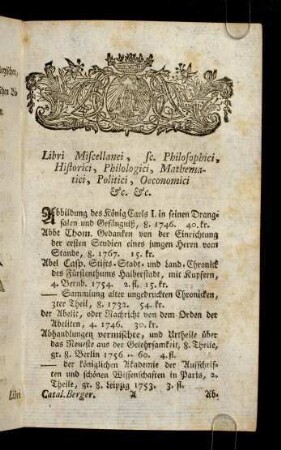 Libri Miscellanei, sc. Philosophici,
Historici, Philologici, Mathema-
tici, Politici, Oeconomici
&c. &c.
Abbildung des König Carls I. in seinen Drang-
salen und Gefängniß, 8. 1746. 40. kr.
Abbt Thom. Gedanken von der Einrichtung
der ersten Studien eines jungen Herrn vom
Stande, 8. 1767. 15. kr.
Abel Casp. Stifts-Stadt- und Land-Chronick
des Fürstenthums Halberstadt, mit Kupfern,
4. Bernb. 1754. 2. fl. 15. kr.
—— Sammlung alter ungedruckten Chronicken,
3ter Theil, 8. 1732. 54. kr.
der Abelit, oder Nachricht von dem Orden der
Abeliten, 4. 1746. 30. kr.
Abhandlungen vermischte, und Urtheile über
das Neueste aus der Gelehrsamkeit, 8. Theile,
gr. 8. Berlin 1756 - 60. 4. fl.
—— der königlichen Akademie der Aufschrif-
ten und schönen Wissenschaften in Paris, 2.
Theile, gr. 8. Leipzig 1753. 3. fl.
Catal. Berger. A Ab-
Libri